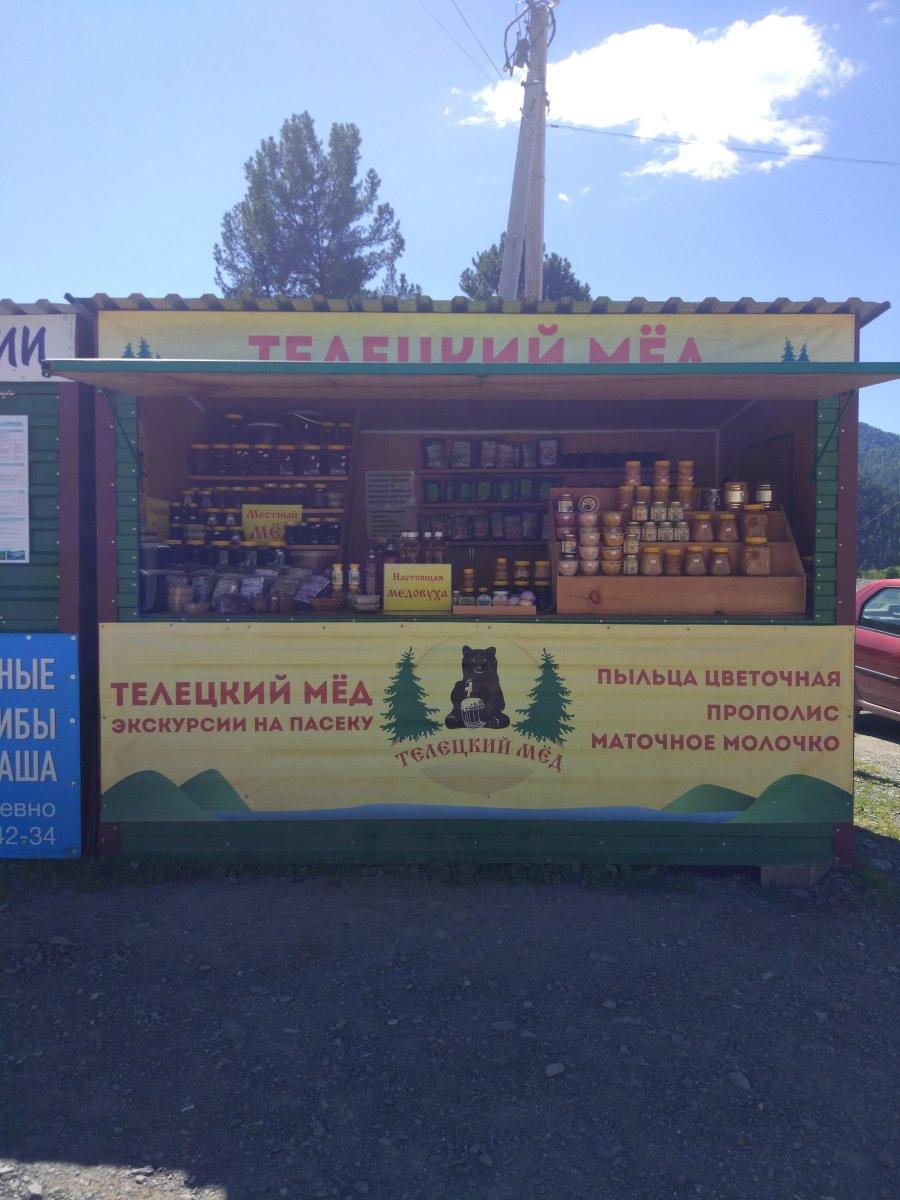 ТЕЛЕЦКИЙ МЁД
ИИ
Местный
мёд
Настоящая
медовуха
ТЕЛЕЦКИЙ МЁД
ЭКСКУРСИИ НА ПАСЕКУ
ТЕЛЕЦКИЙ МЁД
ПЫЛЬЦА ЦВЕТОЧНАЯ
ПРОПОЛИС
МАТОЧНОЕ МОЛОЧКО
НЫЕ
ИБЫ
АША
евно
42-34